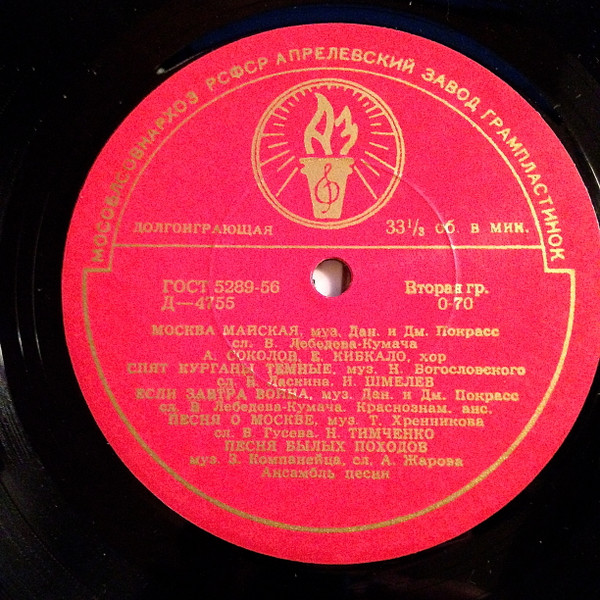 МОСОБЛСОВНАРХОЗ РСФСР АПРЕЛЕВСКИЙ ЗАВОД ГРАМПЛАСТИНОК
АЗ
ДОЛГОИГРАЮЩАЯ 33⅓ об. в мин.
ГОСТ 5289-56 Вторая гр.
Д—4755 0-70
МОСКВА МАЙСКАЯ, муз. Дан. и Дм. Покрасс
сл. В. Лебедева-Кумача
А. СОКОЛОВ, Е. КИБКАЛО, хор
СПЯТ КУРГАНЫ ТЕМНЫЕ, муз. Н. Богословского
сл. Б. Ласкина. И. ШМЕЛЕВ
ЕСЛИ ЗАВТРА ВОЙНА, муз. Дан. и Дм. Покрасс
сл. В. Лебедева-Кумача. Краснознам. анс.
ПЕСНЯ О МОСКВЕ, муз. Т. Хренникова
сл. В. Гусева. Н. ТИМЧЕНКО
ПЕСНЯ БЫЛЫХ ПОХОДОВ
муз. З. Компанейца, сл. А. Жарова
Ансамбль песни